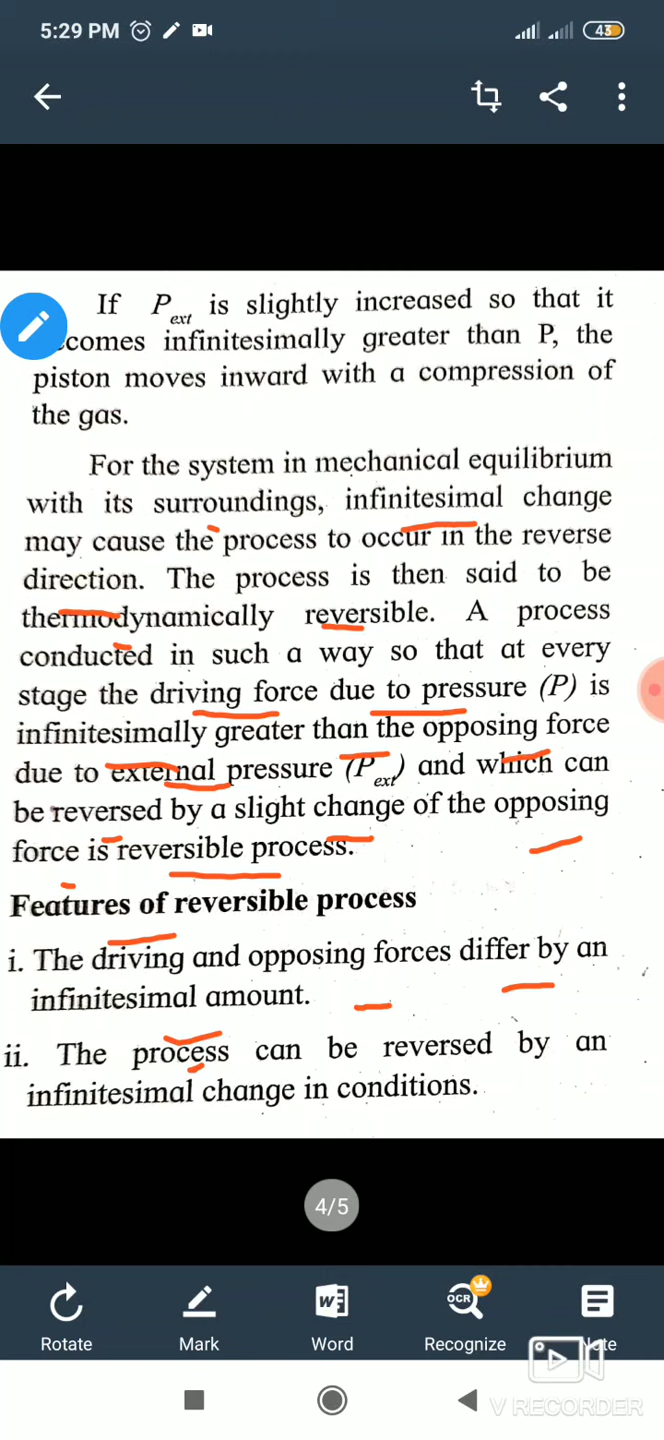 5:29 PM 43
If P ext is slightly increased so that it
comes infinitesimally greater than P, the
piston moves inward with a compression of
the gas.
For the system in mechanical equilibrium
with its surroundings, infinitesimal change
may cause the process to occur in the reverse
direction. The process is then said to be
thermodynamically reversible. A process
conducted in such a way so that at every
stage the driving force due to pressure (P) is
infinitesimally greater than the opposing force
due to external pressure (P ext) and which can
be reversed by a slight change of the opposing
force is reversible process.
Features of reversible process
i. The driving and opposing forces differ by an
infinitesimal amount.
ii. The process can be reversed by an
infinitesimal change in conditions.
4/5
W OCR
Rotate Mark Word Recognize
V RECORDER